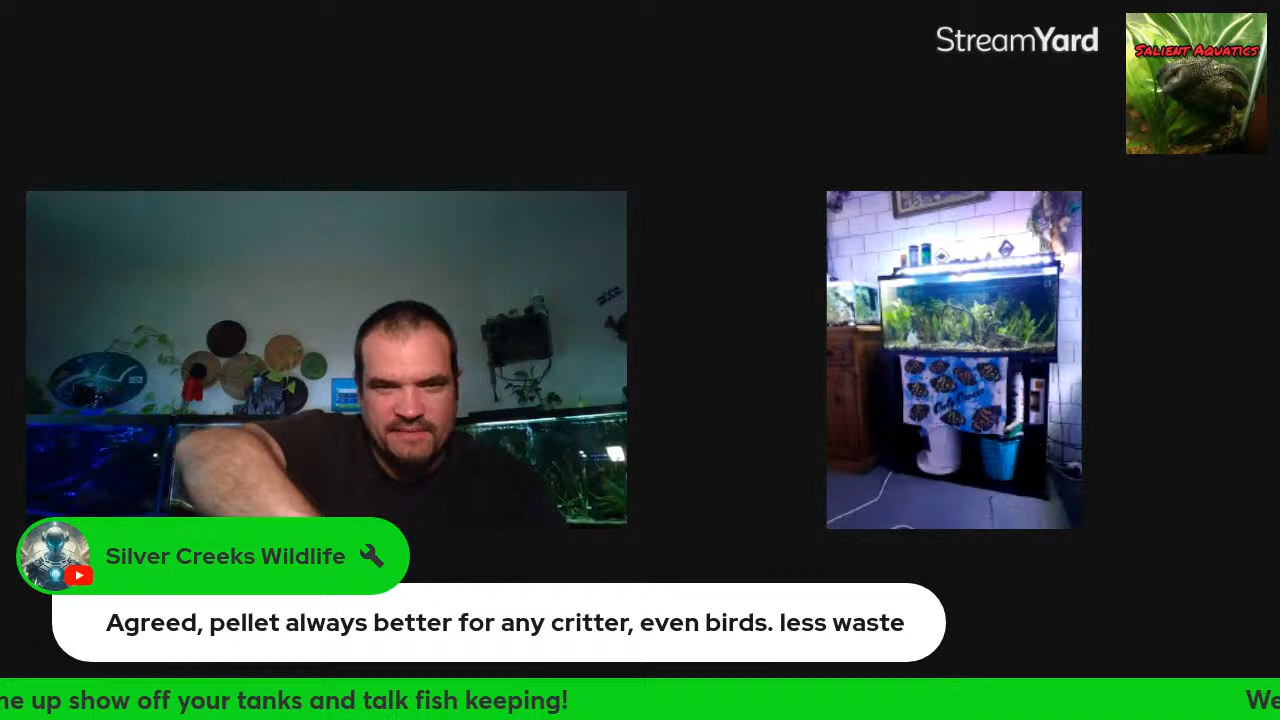 StreamYard
SALIENT AQUATICS
Silver Creeks Wildlife
Agreed, pellet always better for any critter, even birds. less waste
ne up show off your tanks and talk fish keeping!
We